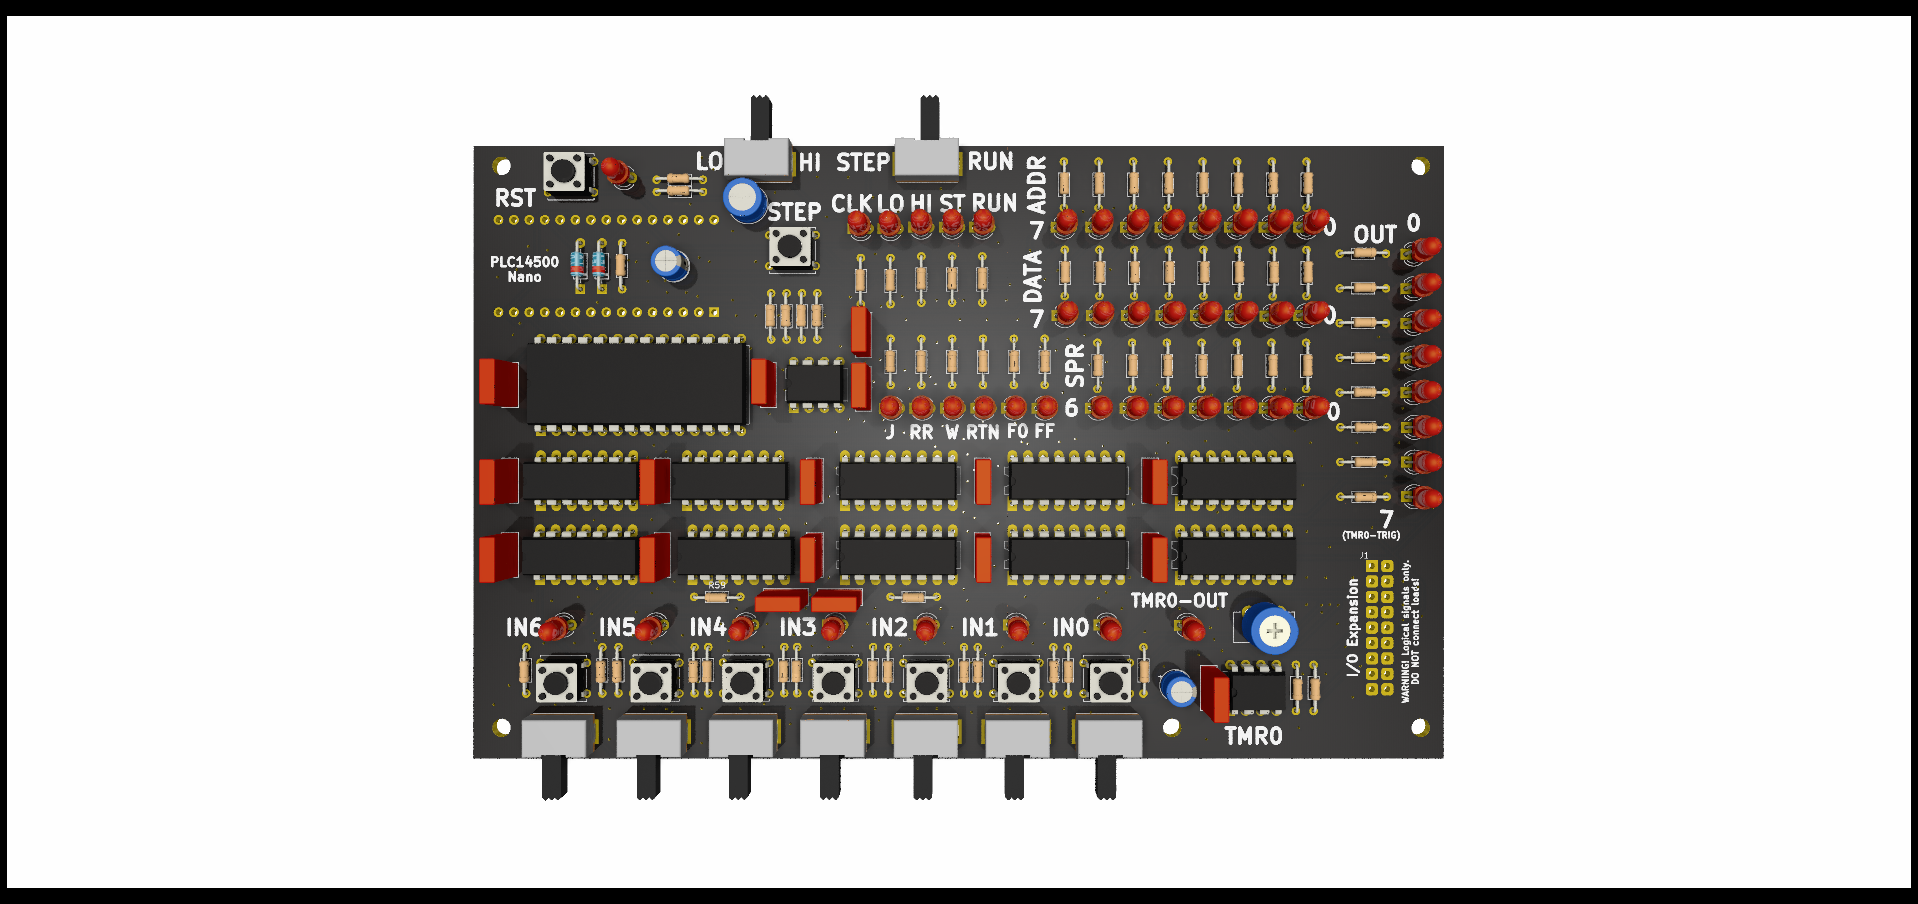 LO HI STEP RUN
RST
STEP
CLK LO HI ST RUN
ADDR
7 0
PLC14500
Nano
DATA
7 0
OUT 0
SPR
6 0
J RR W RTN FO FF
7
(TMR0-TRIG)
J1
R59
TMR0-OUT
IN6 IN5 IN4 IN3 IN2 IN1 IN0
I/O Expansion
WARNING! Logical signals only.
DO NOT connect loads!
TMR0